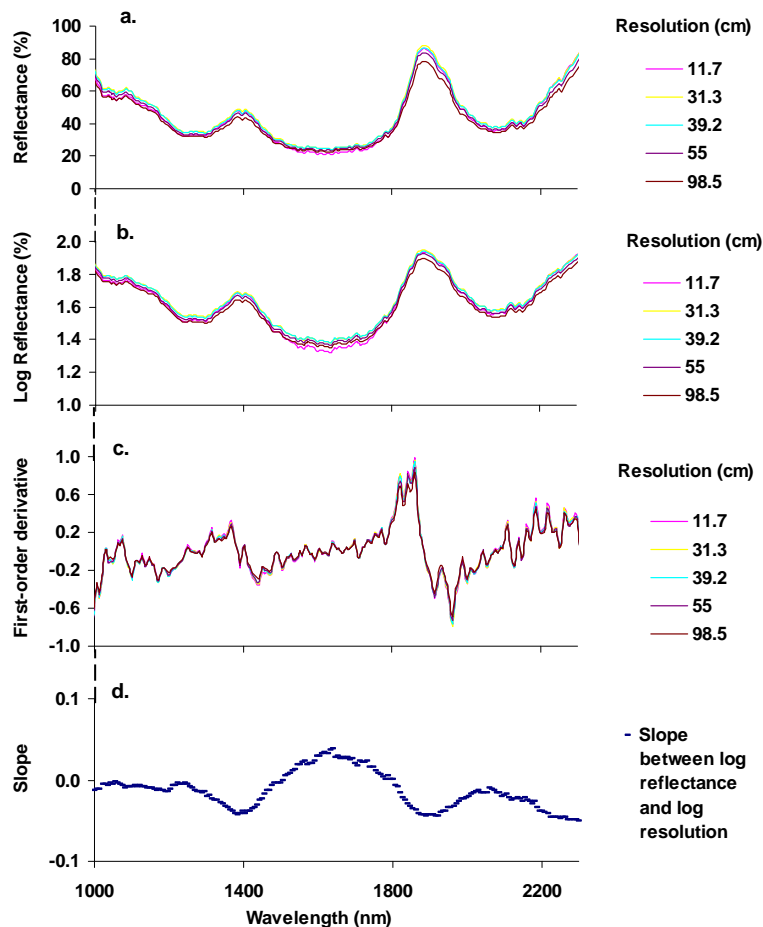 a.
Reflectance (%)
100
80
60
40
20
0
Resolution (cm)
11.7
31.3
39.2
55
98.5
b.
Log Reflectance (%)
2.0
1.8
1.6
1.4
1.2
1.0
Resolution (cm)
11.7
31.3
39.2
55
98.5
c.
First-order derivative
1.0
0.6
0.2
-0.2
-0.6
-1.0
Resolution (cm)
11.7
31.3
39.2
55
98.5
d.
Slope
0.1
0.0
-0.1
Slope
between log
reflectance
and log
resolution
1000 1400 1800 2200
Wavelength (nm)